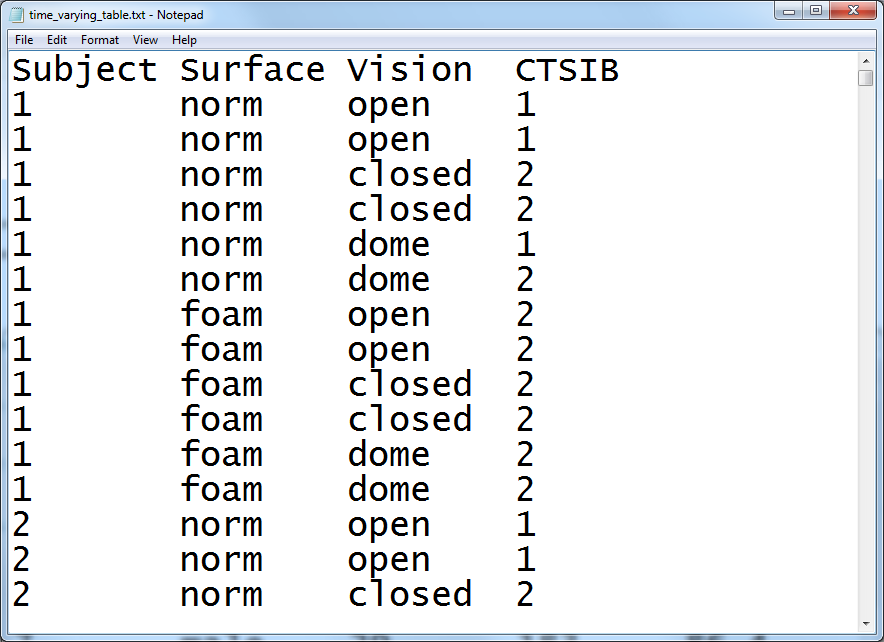 time_varying_table.txt - Notepad
File Edit Format View Help
Subject Surface Vision CTSIB
1 norm open 1
1 norm open 1
1 norm closed 2
1 norm closed 2
1 norm dome 1
1 norm dome 2
1 foam open 2
1 foam open 2
1 foam closed 2
1 foam closed 2
1 foam dome 2
1 foam dome 2
2 norm open 1
2 norm open 1
2 norm closed 2